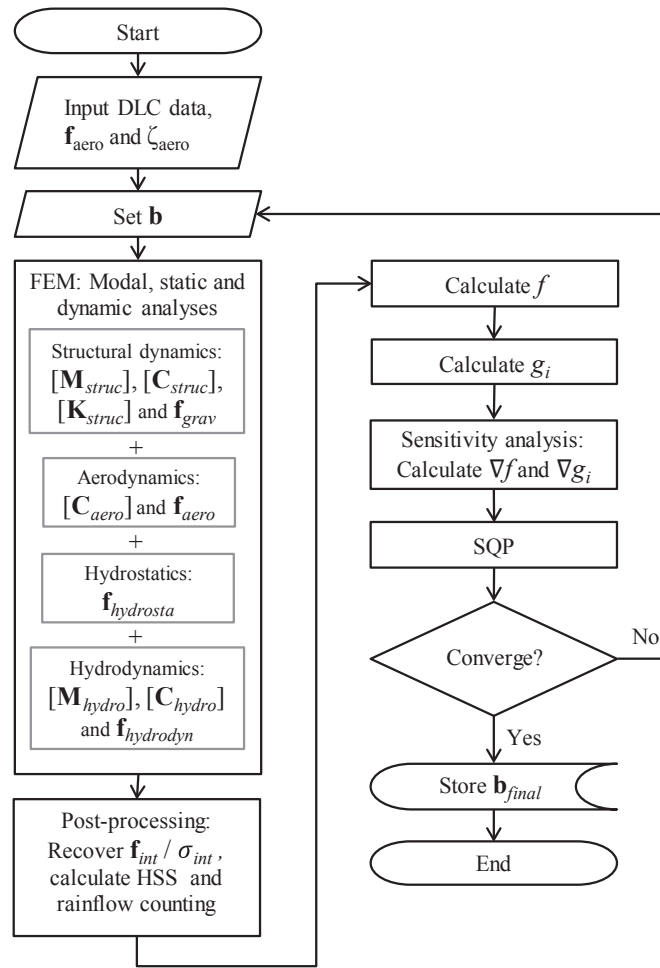 Start
Input DLC data,
f_aero and ζ_aero
Set b
FEM: Modal, static and
dynamic analyses
Structural dynamics:
[M_struc], [C_struc],
[K_struc] and f_grav
+
Aerodynamics:
[C_aero] and f_aero
+
Hydrostatics:
f_hydrosta
+
Hydrodynamics:
[M_hydro], [C_hydro]
and f_hydrodyn
Post-processing:
Recover f_int / σ_int ,
calculate HSS and
rainflow counting
Calculate f
Calculate g_i
Sensitivity analysis:
Calculate ∇f and ∇g_i
SQP
Converge?
No
Yes
Store b_final
End